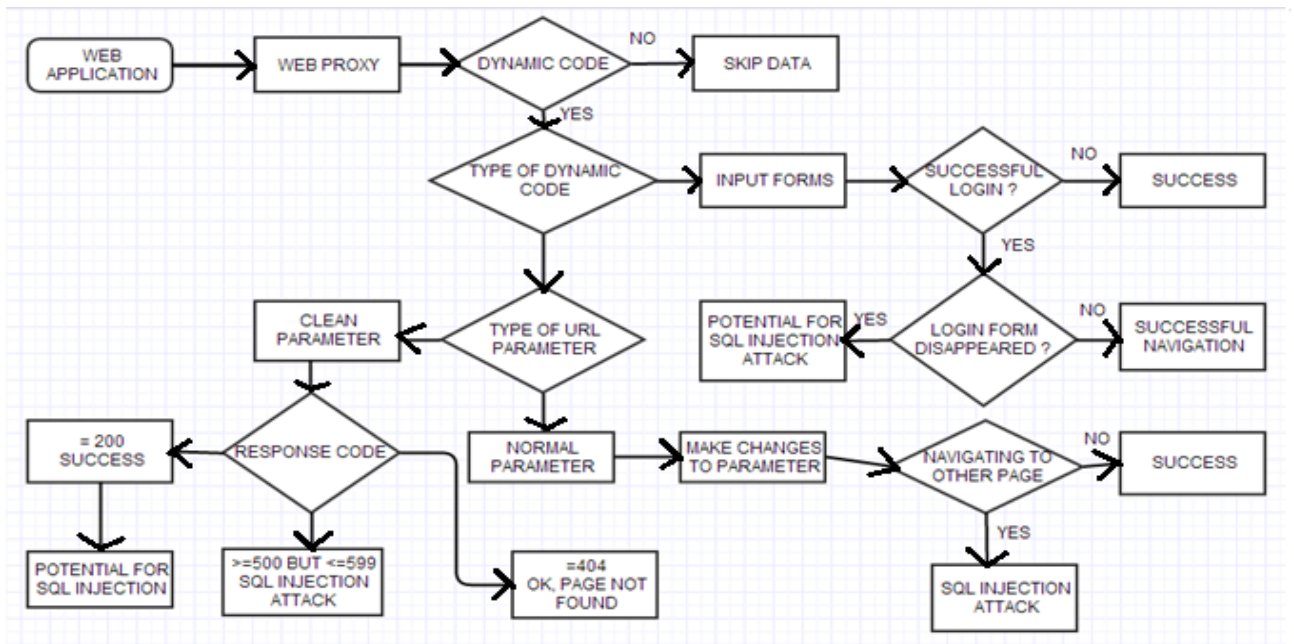 WEB
APPLICATION
WEB PROXY
DYNAMIC CODE
NO
SKIP DATA
YES
TYPE OF DYNAMIC
CODE
INPUT FORMS
SUCCESSFUL
LOGIN ?
NO
SUCCESS
YES
CLEAN
PARAMETER
TYPE OF URL
PARAMETER
POTENTIAL FOR
SQL INJECTION
ATTACK
YES
LOGIN FORM
DISAPPEARED ?
NO
SUCCESSFUL
NAVIGATION
= 200
SUCCESS
RESPONSE CODE
NORMAL
PARAMETER
MAKE CHANGES
TO PARAMETER
NAVIGATING TO
OTHER PAGE
NO
SUCCESS
YES
POTENTIAL FOR
SQL INJECTION
>=500 BUT <=599
SQL INJECTION
ATTACK
=404
OK, PAGE NOT
FOUND
SQL INJECTION
ATTACK